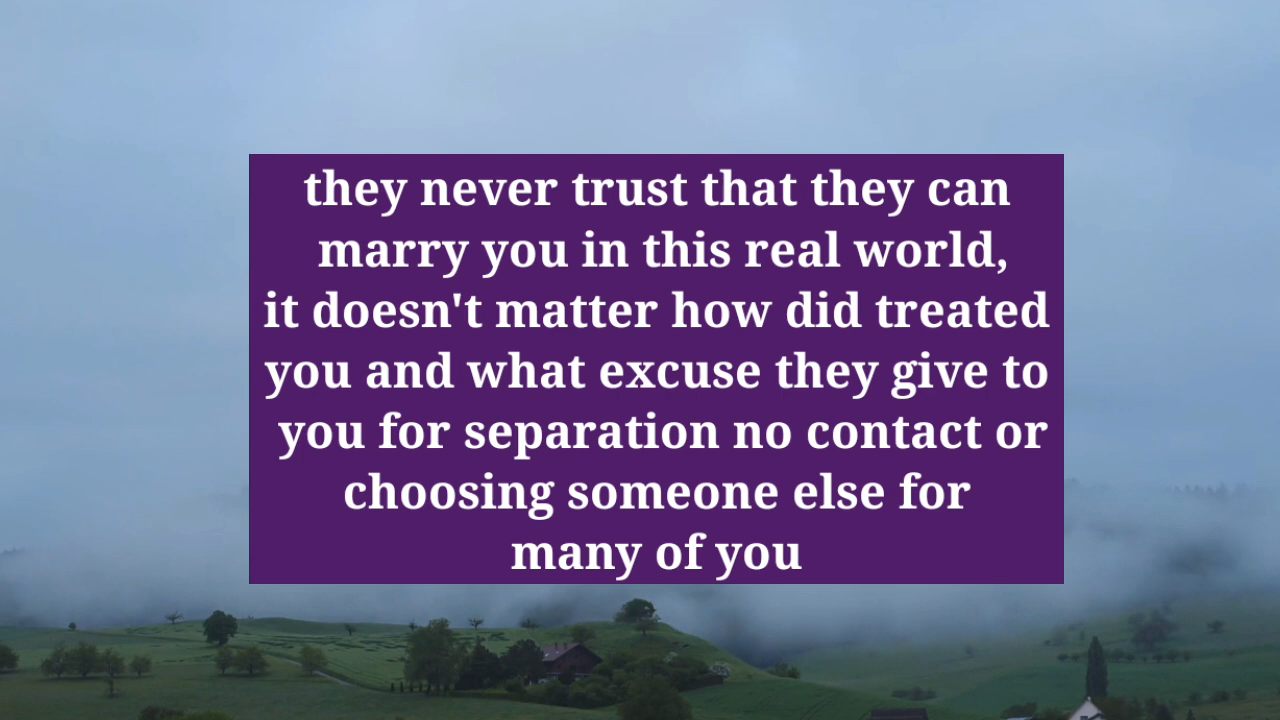 they never trust that they can
marry you in this real world,
it doesn't matter how did treated
you and what excuse they give to
you for separation no contact or
choosing someone else for
many of you